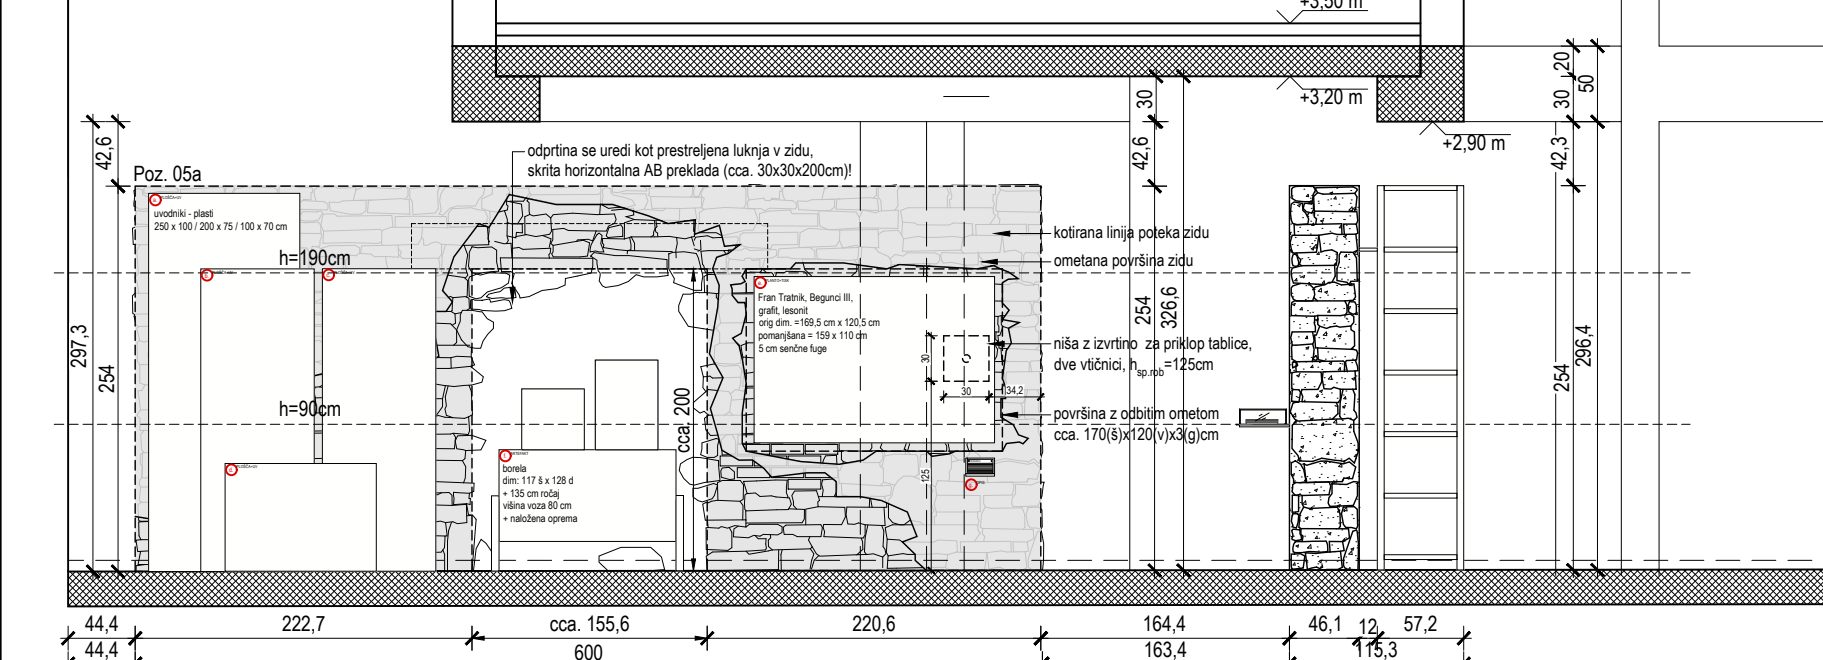 +3,50 m
20
50
30
+3,20 m
30
+2,90 m
42,6
odprtina se uredi kot prestreljena luknja v zidu,
skrita horizontalna AB preklada (cca. 30x30x200cm)!
42,6
42,3
Poz. 05a
uvodniki - plasti
250 x 100 / 200 x 75 / 100 x 70 cm
kotirana linija poteka zidu
h=190cm
ometana površina zidu
Fran Tratnik, Begunci III,
grafit, lesonit
orig dim. =169,5 cm x 120,5 cm
pomanjšana = 159 x 110 cm
5 cm senčne fuge
297,3
254
254
326,6
254
296,4
30
niša z izvrtino za priklop tablice,
dve vtičnici, hsp.rob=125cm
30
34,2
h=90cm
cca. 200
površina z odbitim ometom
cca. 170(š)x120(v)x3(g)cm
borela
dim: 117 š x 128 d
+ 135 cm ročaj
višina voza 80 cm
+ naložena oprema
125
44,4
222,7
cca. 155,6
220,6
164,4
46,1
12
57,2
44,4
600
163,4
115,3